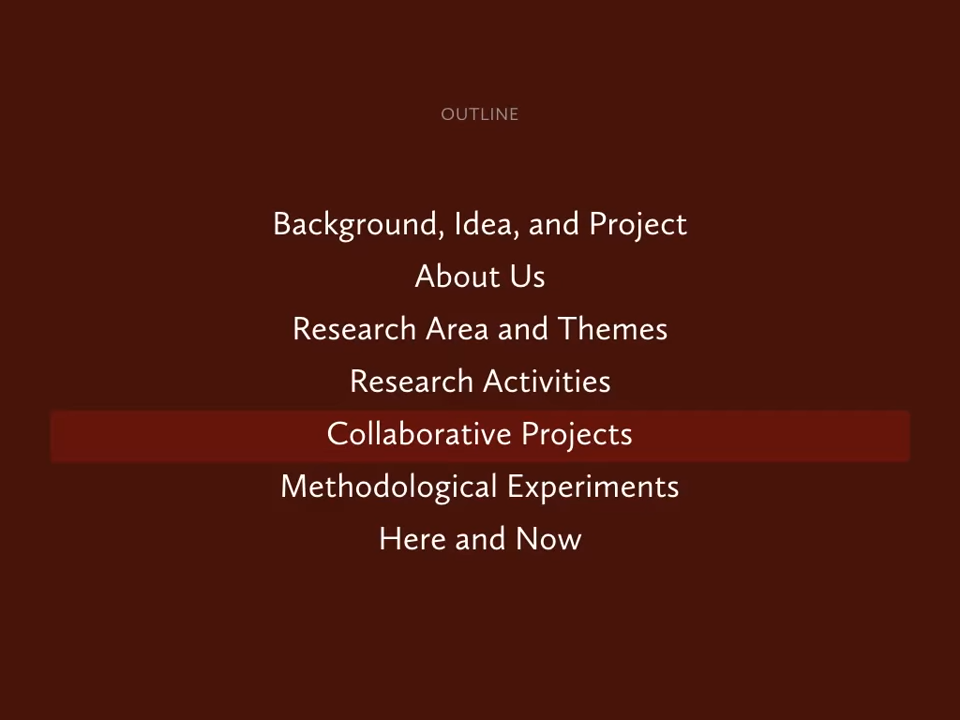 OUTLINE
Background, Idea, and Project
About Us
Research Area and Themes
Research Activities
Collaborative Projects
Methodological Experiments
Here and Now